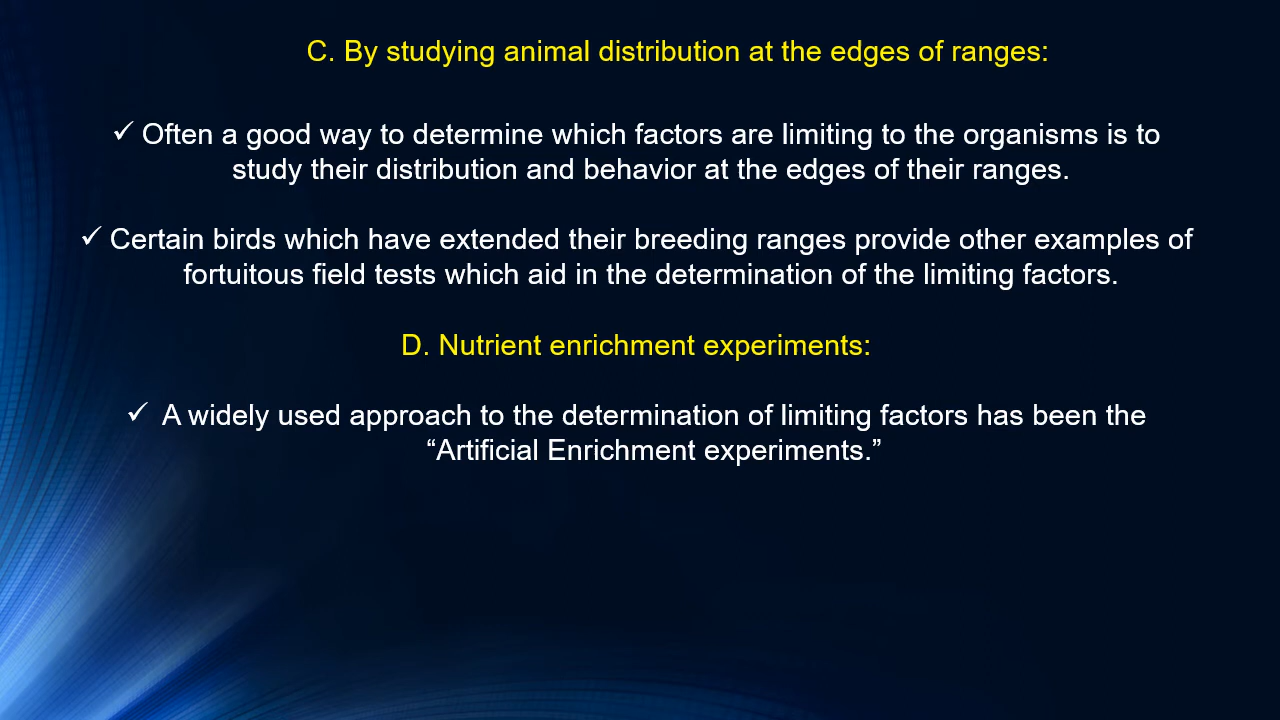 C. By studying animal distribution at the edges of ranges:
✓ Often a good way to determine which factors are limiting to the organisms is to
study their distribution and behavior at the edges of their ranges.
✓ Certain birds which have extended their breeding ranges provide other examples of
fortuitous field tests which aid in the determination of the limiting factors.
D. Nutrient enrichment experiments:
✓ A widely used approach to the determination of limiting factors has been the
“Artificial Enrichment experiments.”